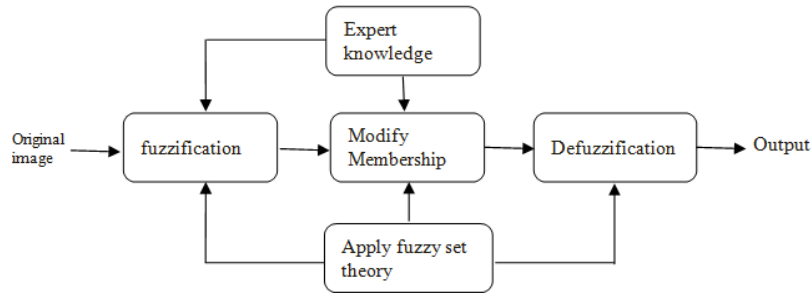 Expert
knowledge
Original
image
fuzzification
Modify
Membership
Defuzzification
Output
Apply fuzzy set
theory